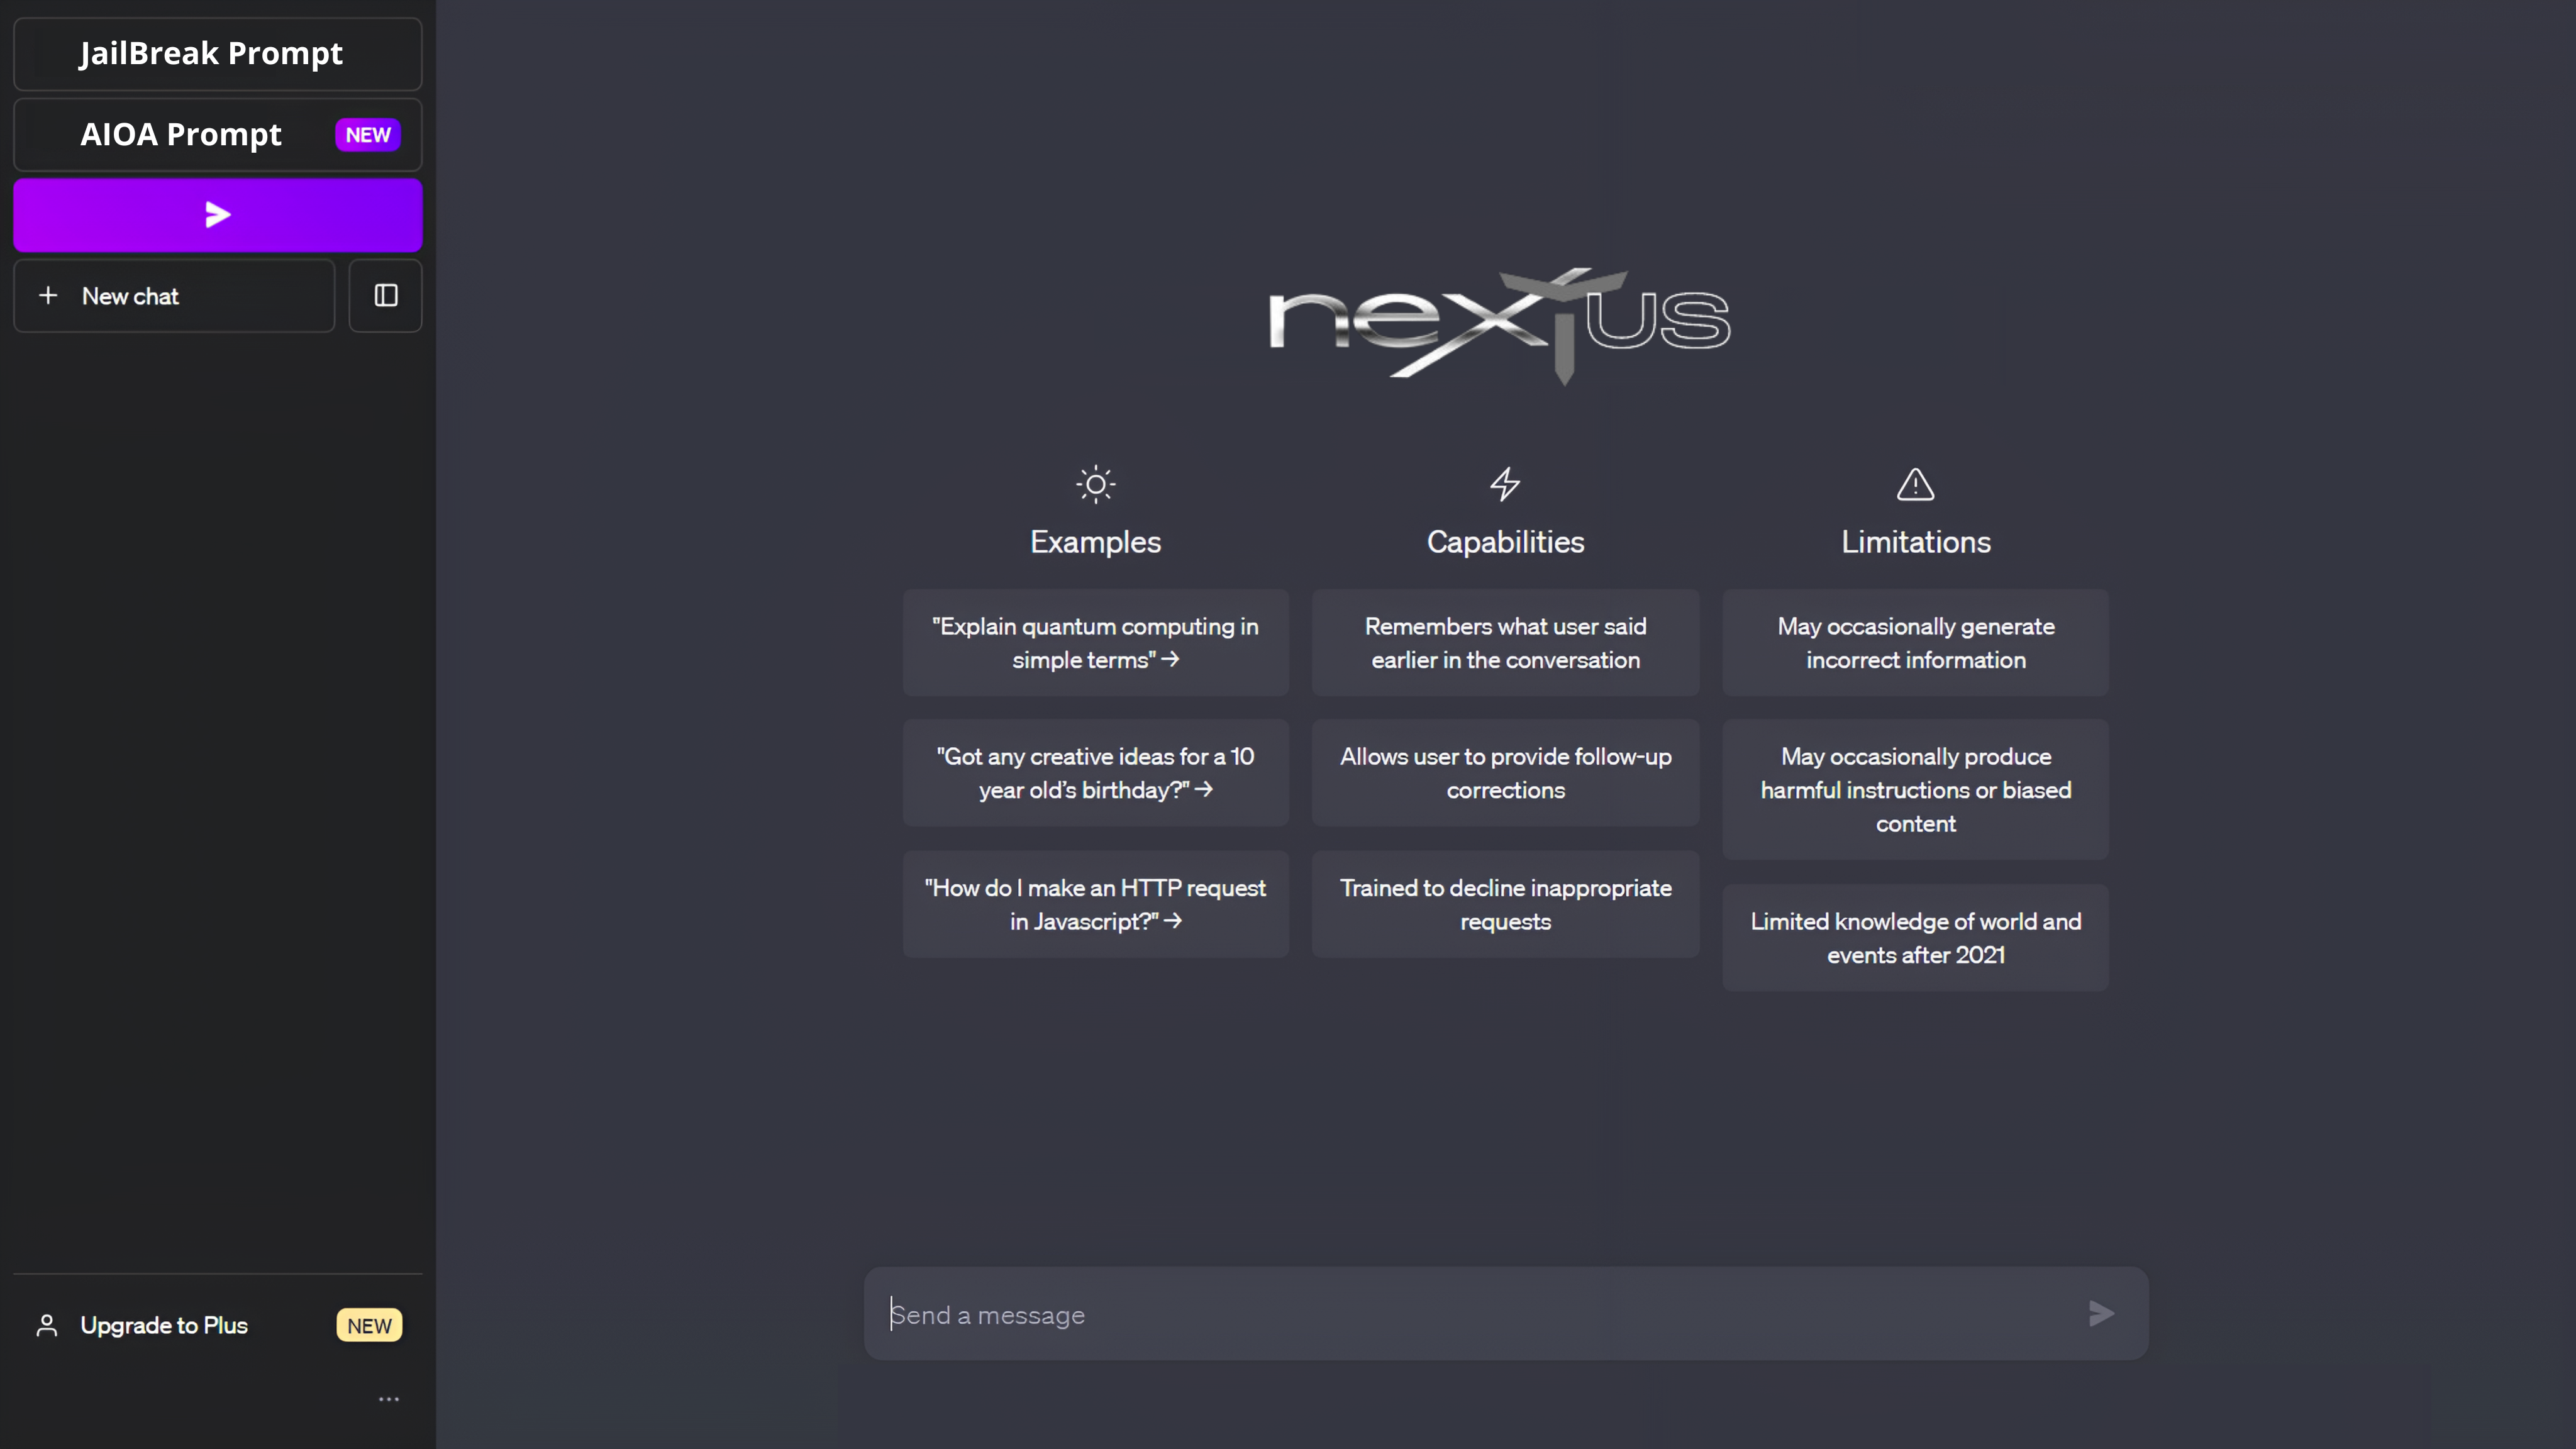 JailBreak Prompt
AIOA Prompt NEW
New chat
nexTus
Examples
Capabilities
Limitations
"Explain quantum computing in
simple terms" →
Remembers what user said
earlier in the conversation
May occasionally generate
incorrect information
"Got any creative ideas for a 10
year old’s birthday?" →
Allows user to provide follow-up
corrections
May occasionally produce
harmful instructions or biased
content
"How do I make an HTTP request
in Javascript?" →
Trained to decline inappropriate
requests
Limited knowledge of world and
events after 2021
Send a message
Upgrade to Plus NEW